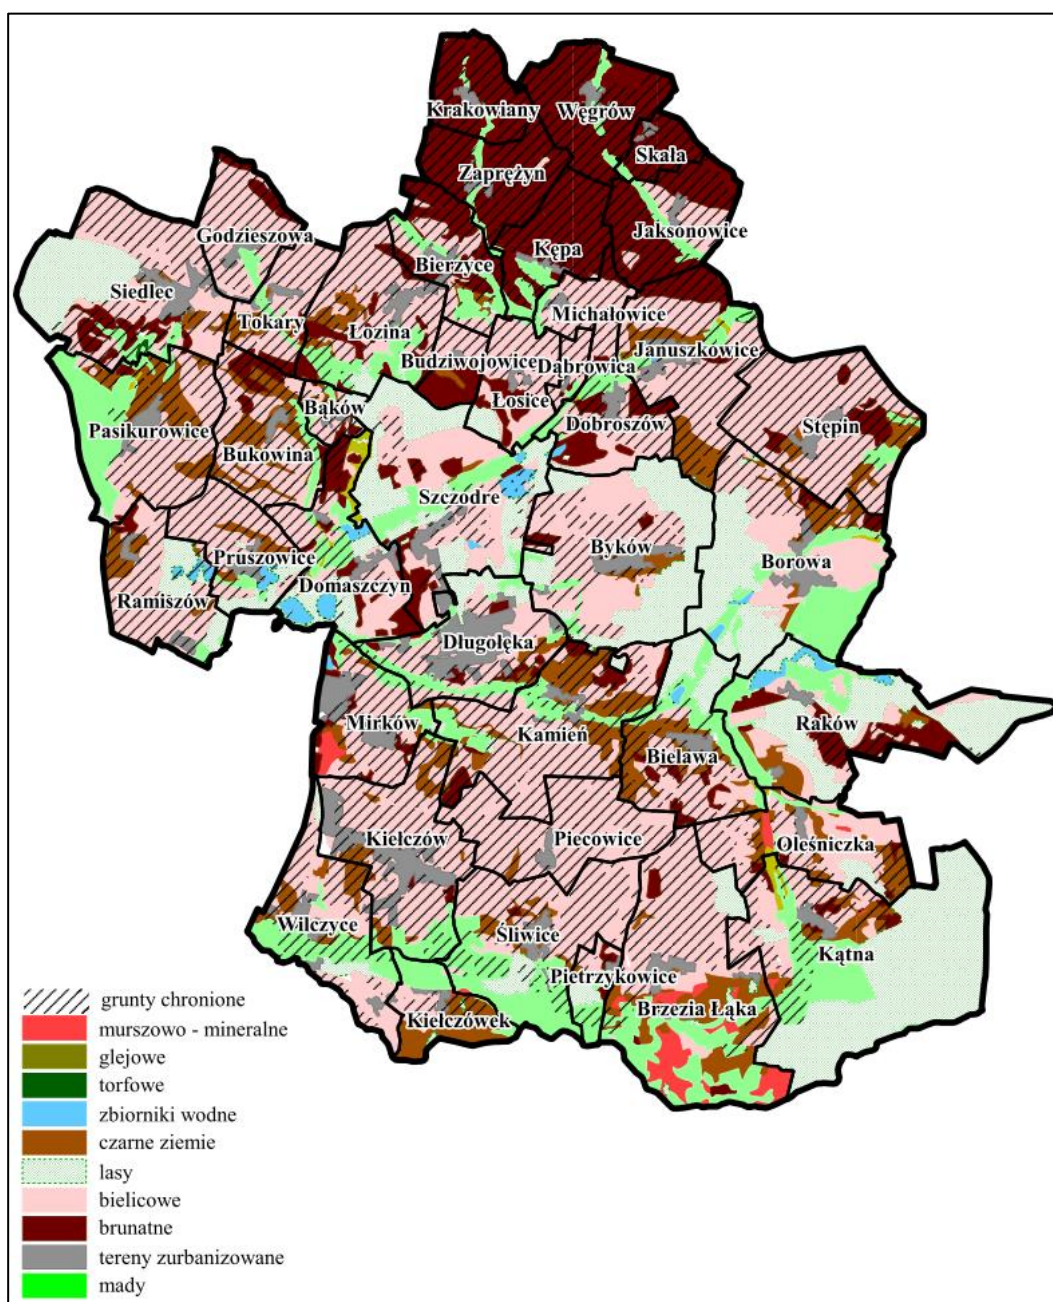 Krakowiany
Węgrów
Skała
Zaprężyn
Jaksonowice
Godzieszowa
Kępa
Bierzyce
Siedlec
Michałowice
Tokary
Łozina
Januszkowice
Budziwojowice
Dąbrowica
Bąków
Łosice
Dobroszów
Stępin
Pasikurowice
Bukowina
Szczodre
Byków
Borowa
Pruszowice
Domaszczyn
Ramiszów
Długołęka
Mirków
Kamień
Raków
Bielawa
Kiełczów
Piecowice
Oleśniczka
Wilczyce
Śliwice
Kątna
Pietrzykowice
Brzezia Łąka
Kiełczówek
grunty chronione
murszowo - mineralne
glejowe
torfowe
zbiorniki wodne
czarne ziemie
lasy
bielicowe
brunatne
tereny zurbanizowane
mady